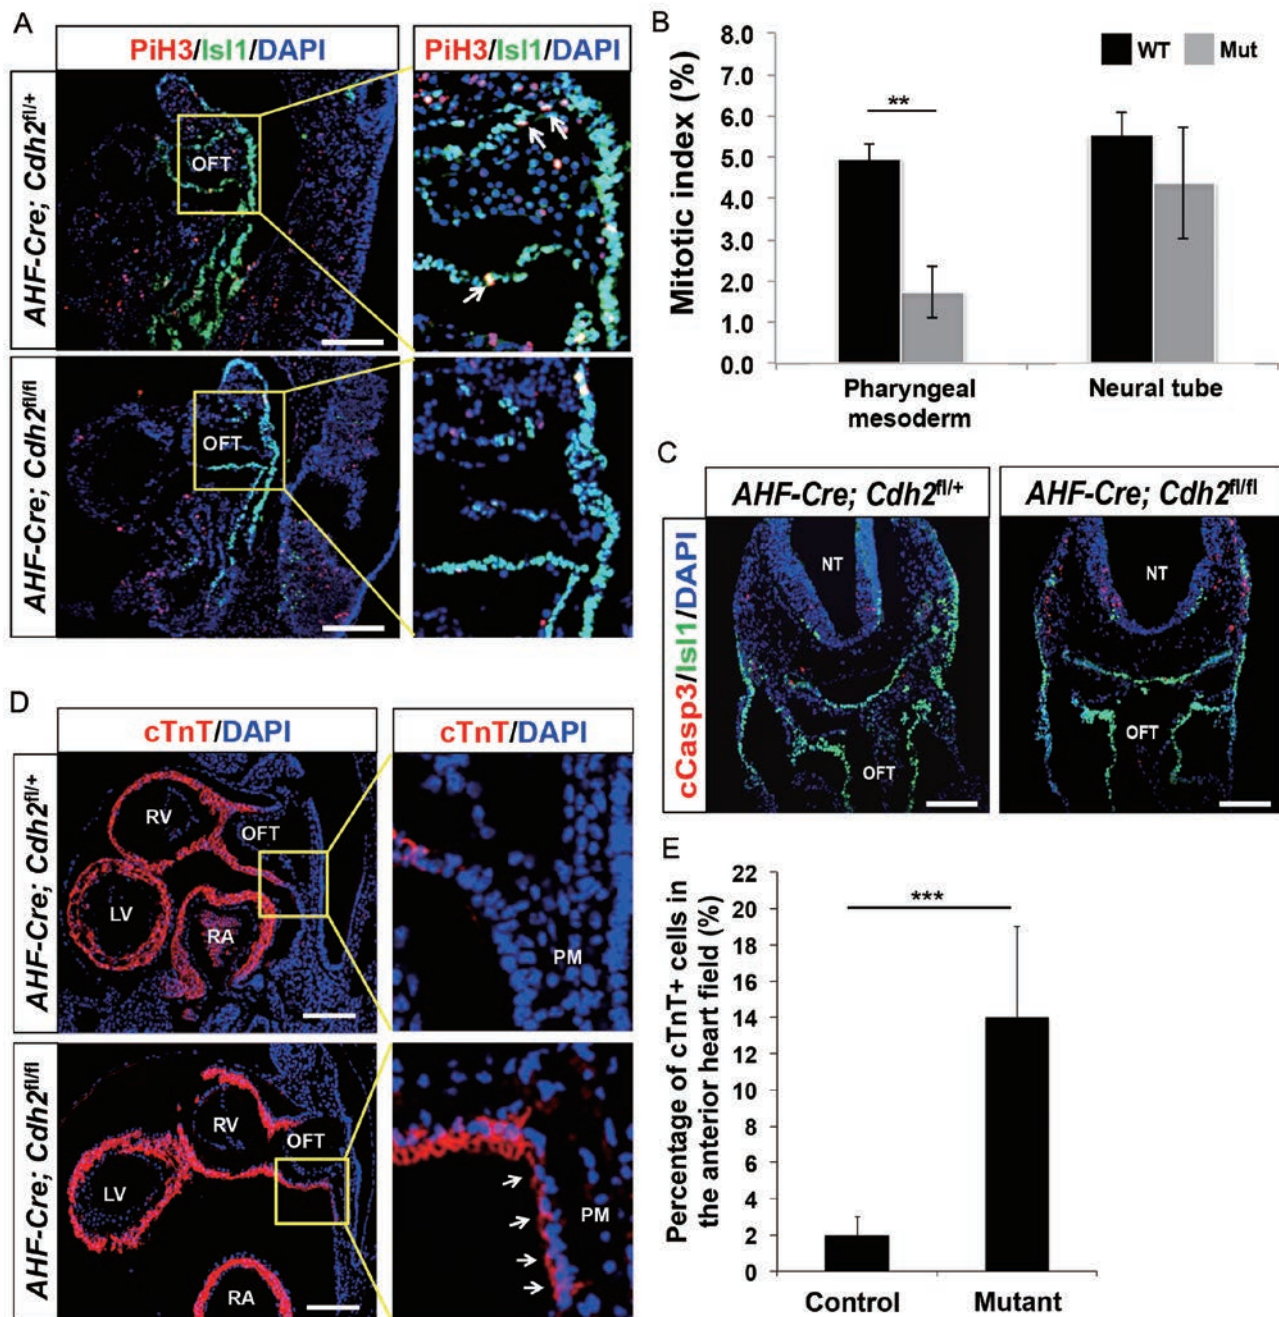 A
PiH3/Isl1/DAPI
PiH3/Isl1/DAPI
AHF-Cre; Cdh2fl/+
OFT
AHF-Cre; Cdh2fl/fl
OFT
B
8.0
7.0
6.0
5.0
4.0
3.0
2.0
1.0
0.0
Mitotic index (%)
WT
Mut
**
Pharyngeal
mesoderm
Neural tube
C
AHF-Cre; Cdh2fl/+
AHF-Cre; Cdh2fl/fl
cCasp3/Isl1/DAPI
NT
OFT
NT
OFT
D
cTnT/DAPI
cTnT/DAPI
AHF-Cre; Cdh2fl/+
RV
OFT
LV
RA
PM
AHF-Cre; Cdh2fl/fl
RV
OFT
LV
RA
PM
E
Percentage of cTnT+ cells in
the anterior heart field (%)
22
20
18
16
14
12
10
8
6
4
2
0
***
Control
Mutant